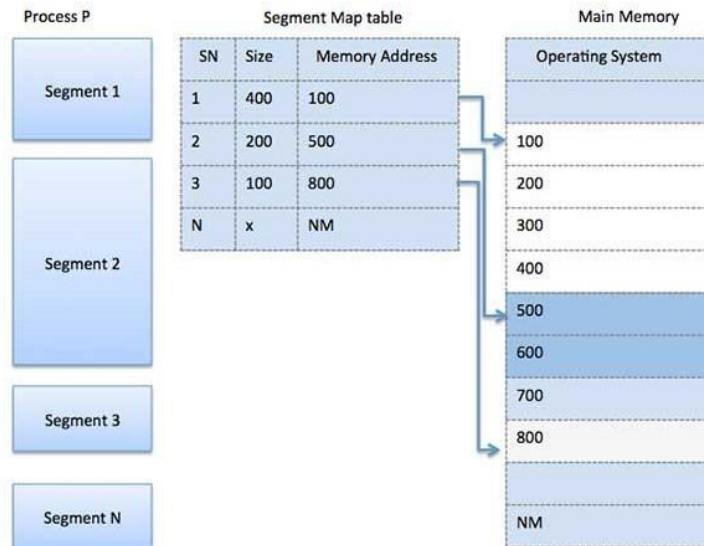 Process P
Segment 1
Segment 2
Segment 3
Segment N
Segment Map table
SN Size Memory Address
1 400 100
2 200 500
3 100 800
N x NM
Main Memory
Operating System
100
200
300
400
500
600
700
800
NM